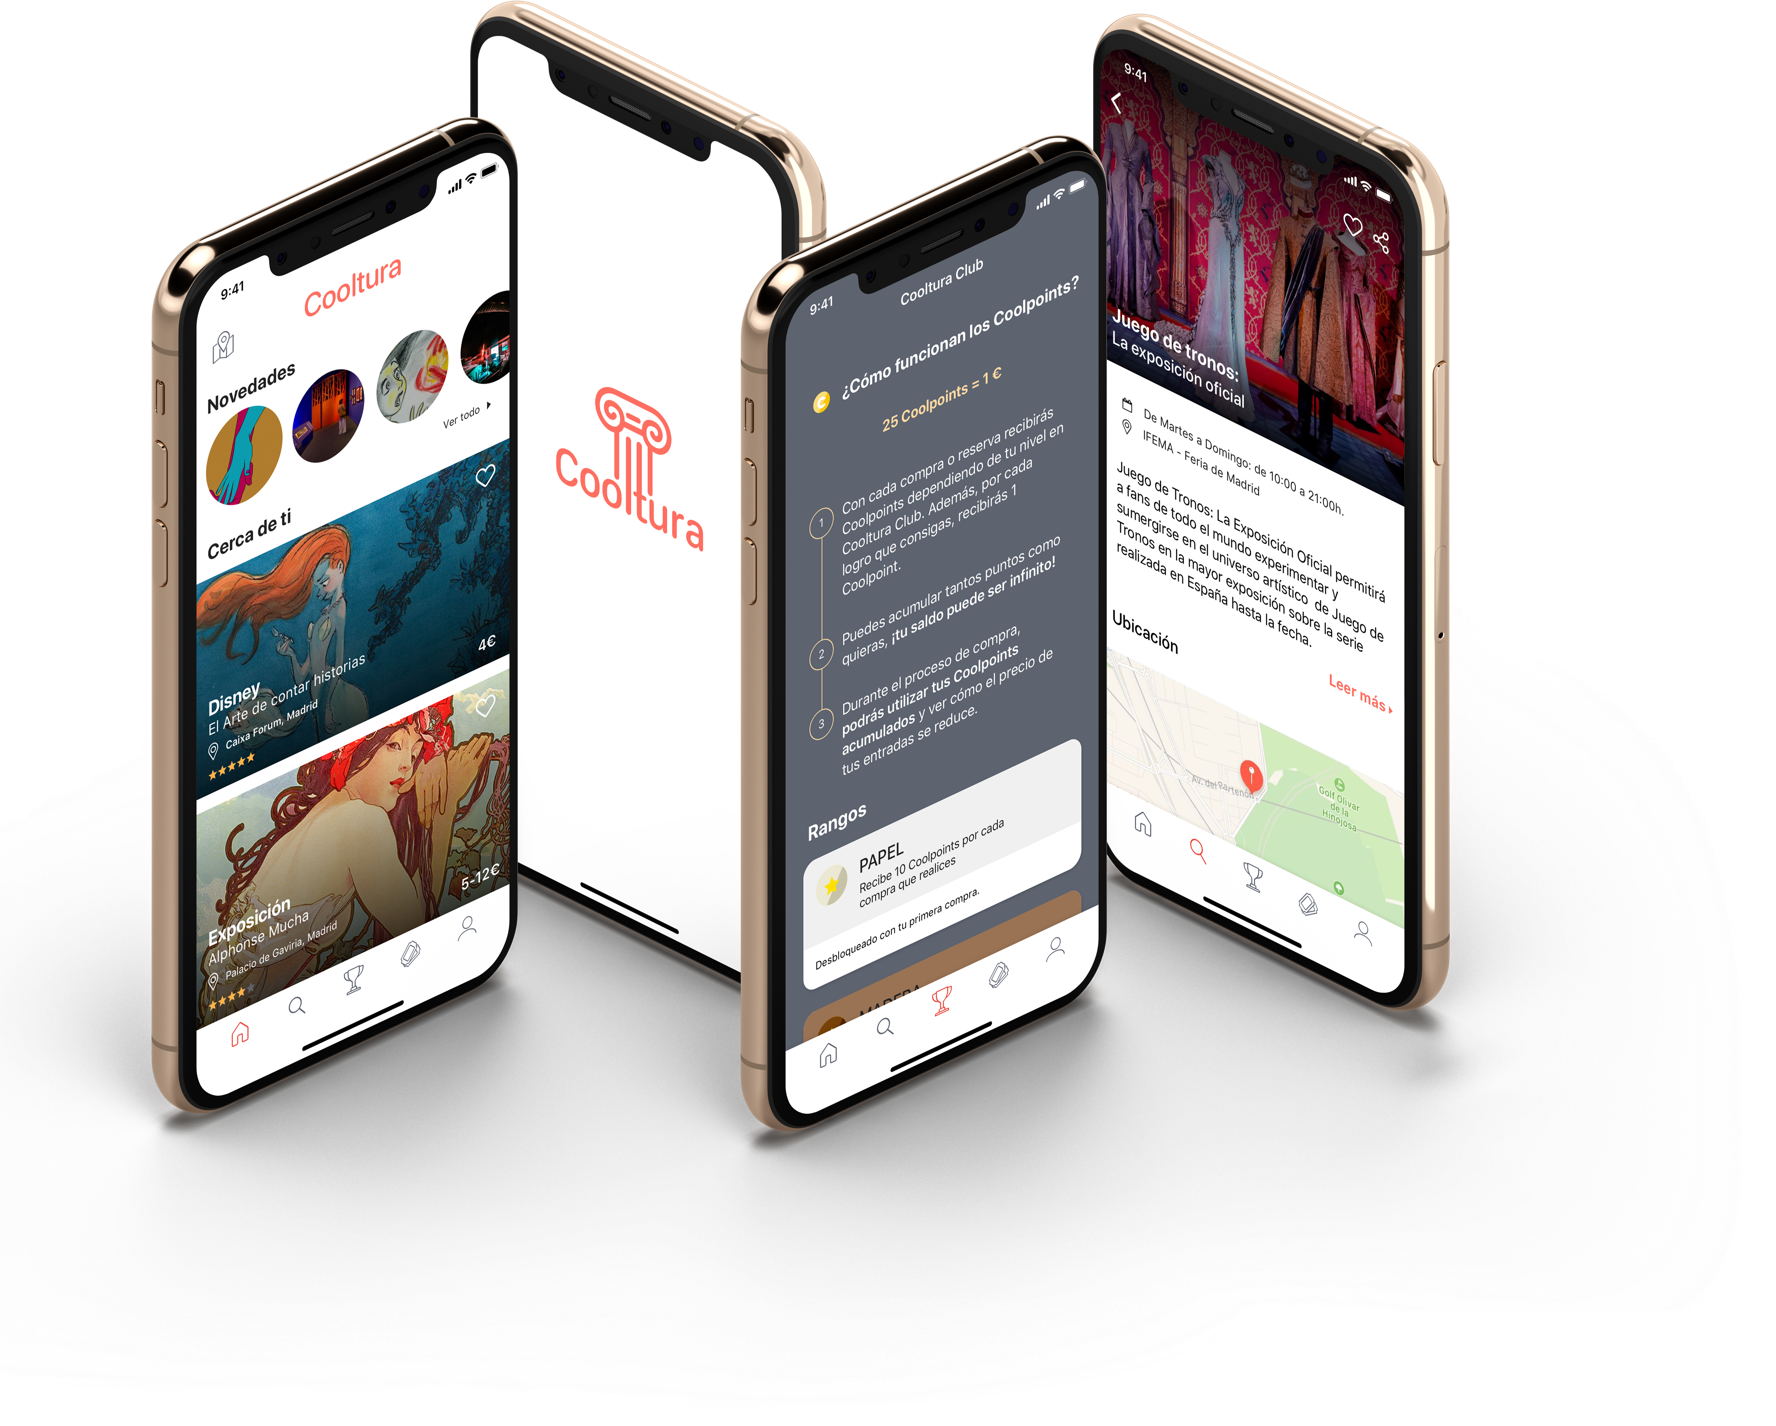 9:41
Cooltura
Novedades
Ver todo
Cerca de ti
4€
Disney
El Arte de contar historias
Caixa Forum, Madrid
5-12€
Exposición
Alphonse Mucha
Palacio de Gaviria, Madrid
Cooltura
9:41
Cooltura Club
¿Cómo funcionan los Coolpoints?
25 Coolpoints = 1 €
1
Con cada compra o reserva recibirás
Coolpoints dependiendo de tu nivel en
Cooltura Club. Además, por cada
logro que consigas, recibirás 1
Coolpoint.
2
Puedes acumular tantos puntos como
quieras, ¡tu saldo puede ser infinito!
3
Durante el proceso de compra,
podrás utilizar tus Coolpoints
acumulados y ver cómo el precio de
tus entradas se reduce.
Rangos
PAPEL
Recibe 10 Coolpoints por cada
compra que realices
Desbloqueado con tu primera compra.
MADERA
9:41
Juego de tronos:
La exposición oficial
De Martes a Domingo: de 10:00 a 21:00h.
IFEMA - Feria de Madrid
Juego de Tronos: La Exposición Oficial permitirá
a fans de todo el mundo experimentar y
sumergirse en el universo artístico de Juego de
Tronos en la mayor exposición sobre la serie
realizada en España hasta la fecha.
Leer más
Ubicación
Av. del Partenón
Golf Olivar
de la
Hinojosa